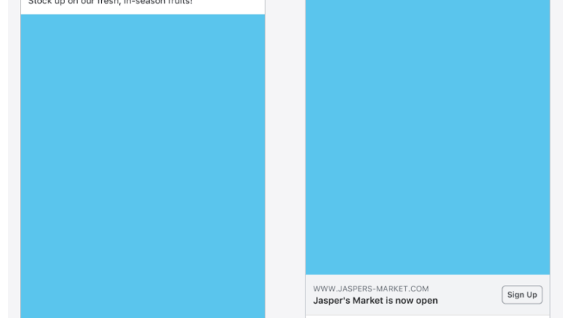 Stock up on our fresh, in-season fruits!
WWW.JASPERS-MARKET.COM
Jasper's Market is now open
Sign Up